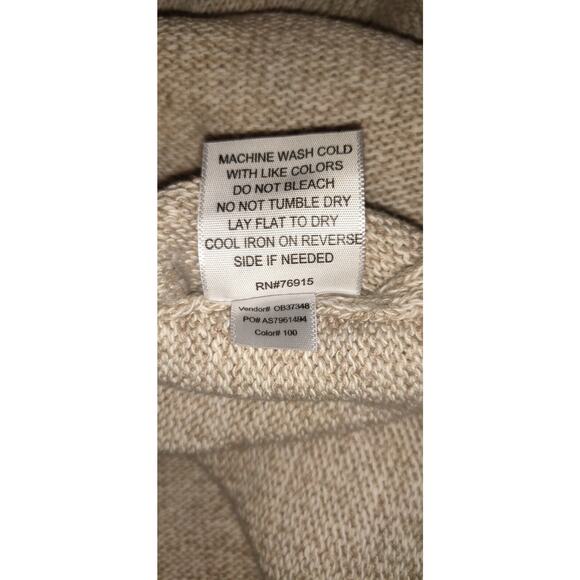 MACHINE WASH COLD
WITH LIKE COLORS
DO NOT BLEACH
NO NOT TUMBLE DRY
LAY FLAT TO DRY
COOL IRON ON REVERSE
SIDE IF NEEDED
RN#76915
Vendor# OB37348
PO# AS7961494
Color# 100